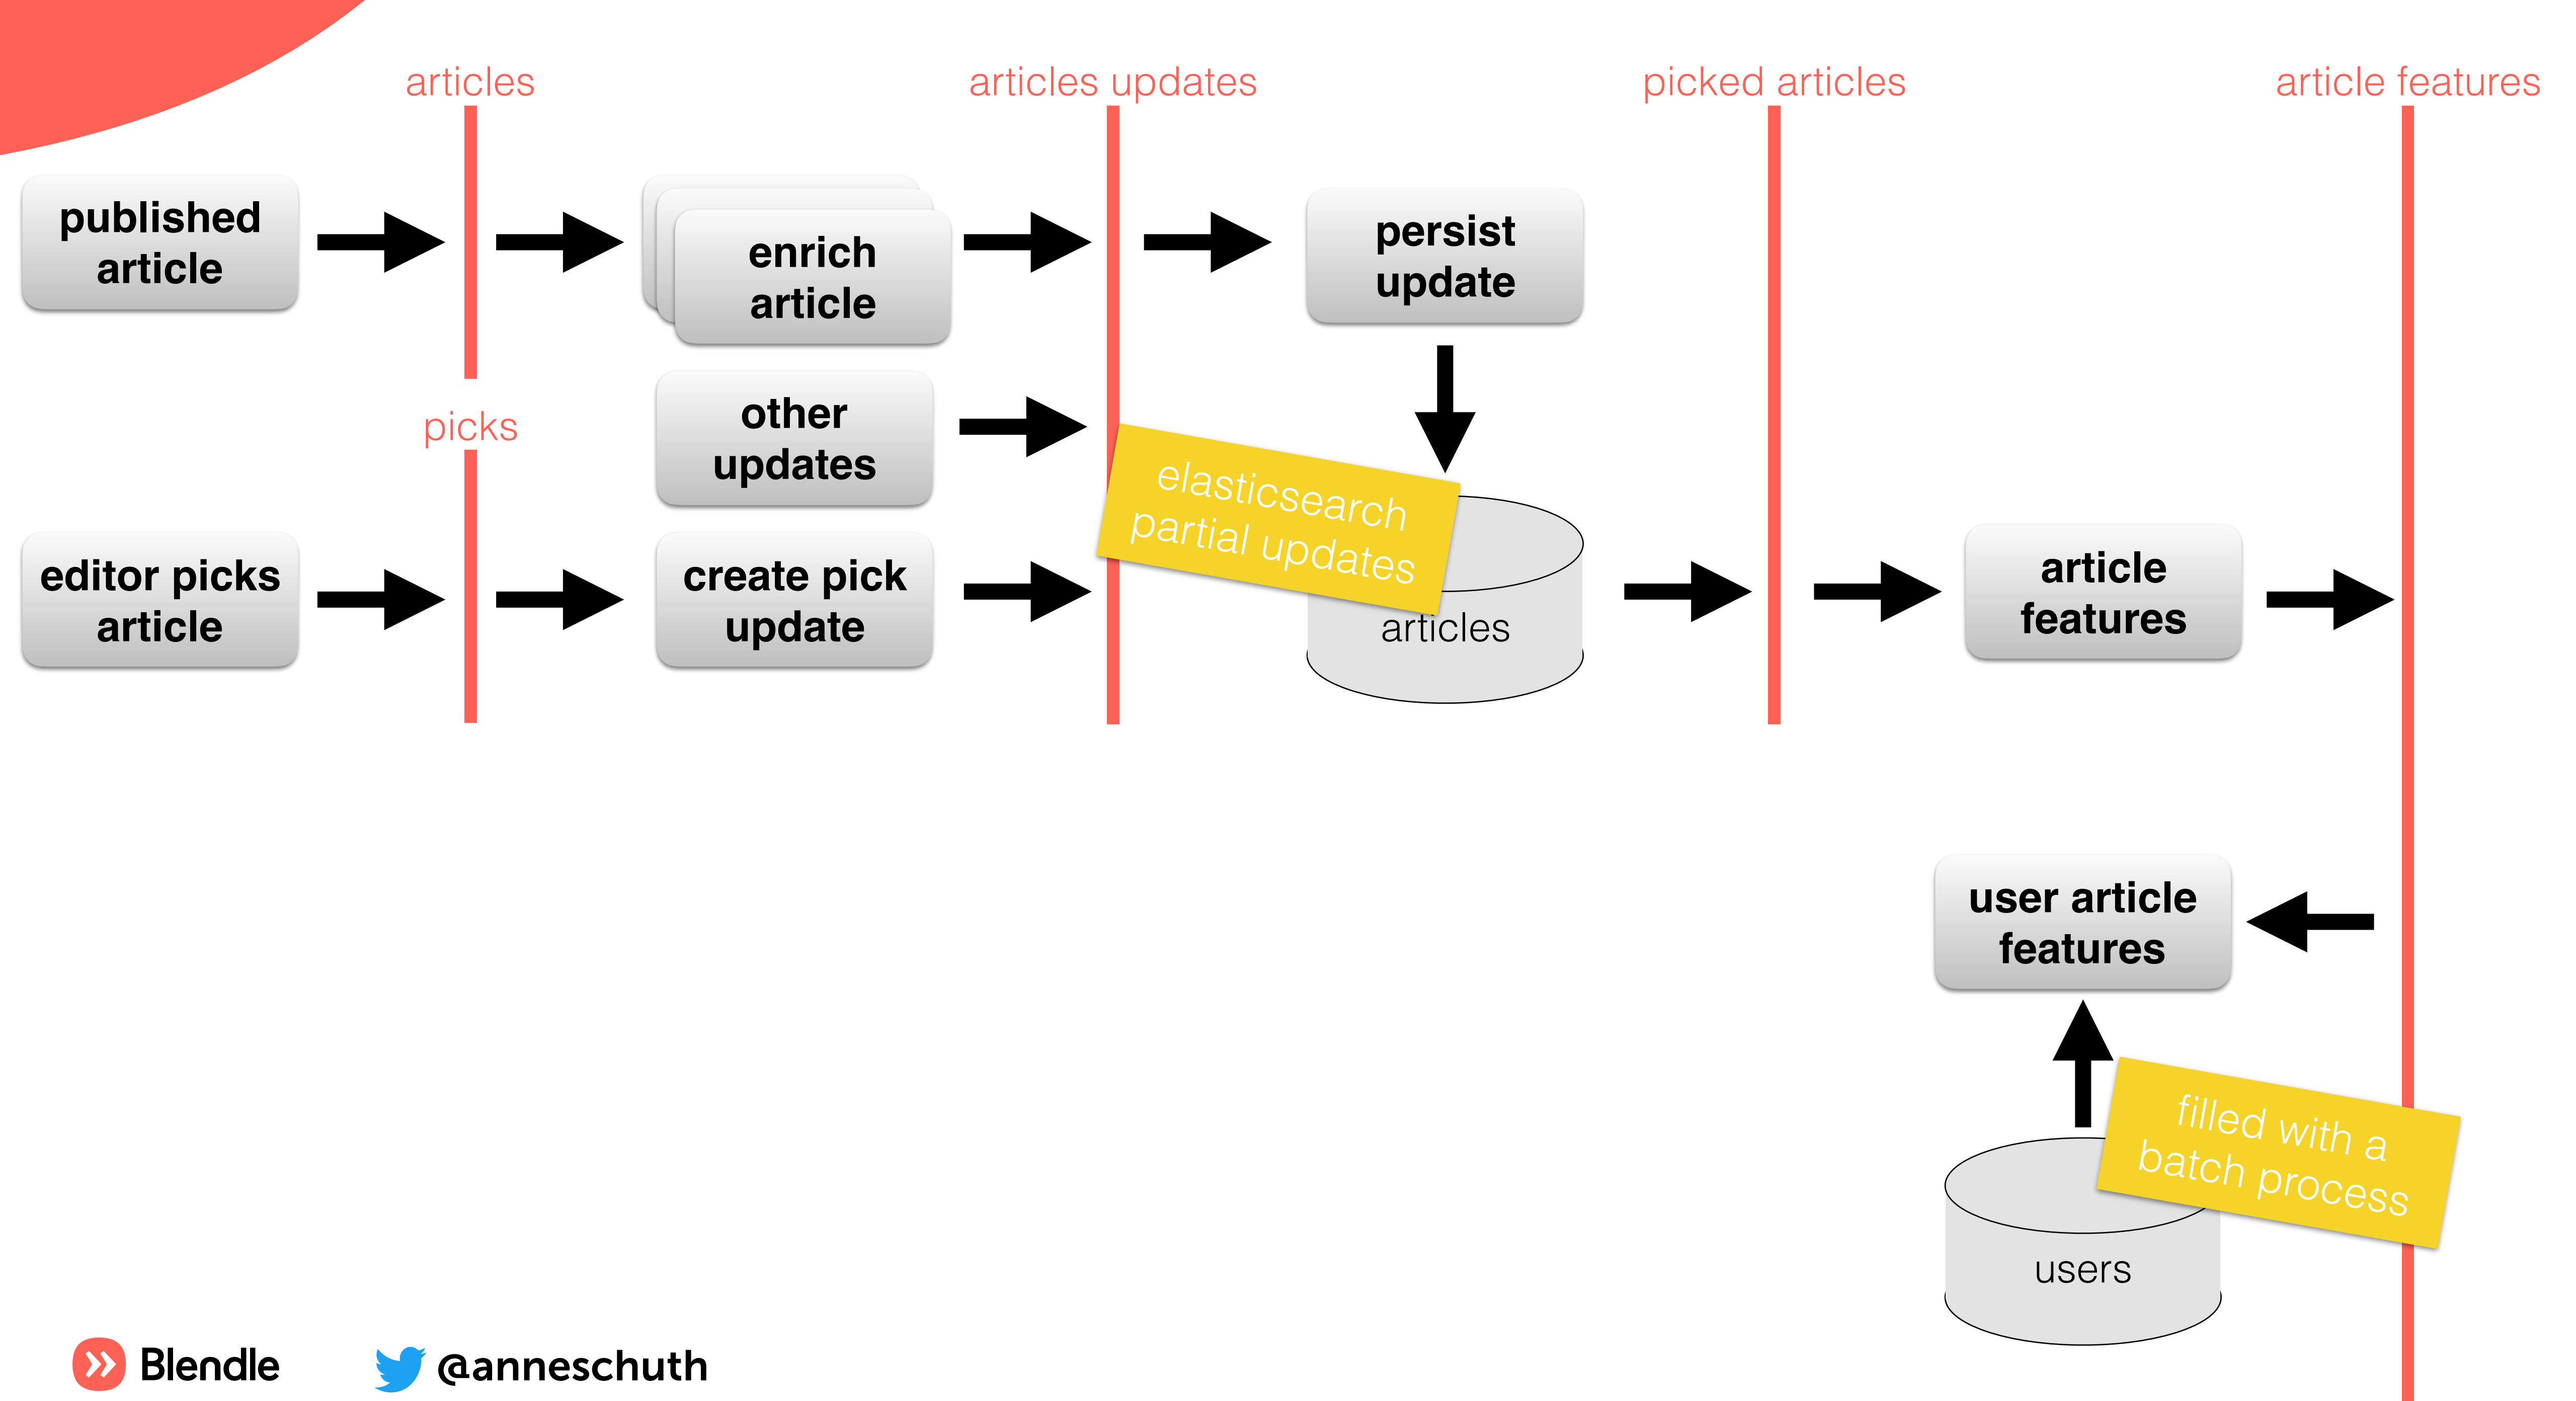 articles
articles updates
picked articles
article features
published
article
enrich
article
persist
update
picks
other
updates
elasticsearch
partial updates
editor picks
article
create pick
update
articles
article
features
user article
features
filled with a
batch process
users
Blendle
@anneschuth